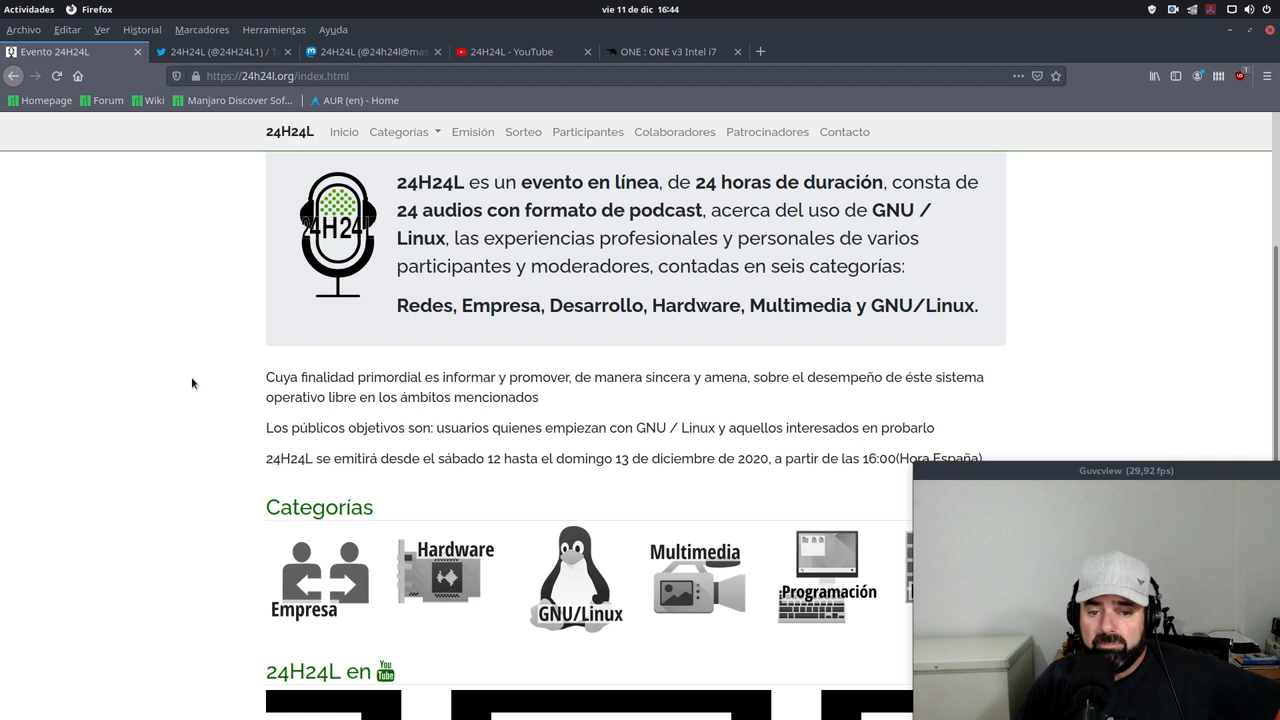 Actividades Firefox vie 11 de dic 16:44
Archivo Editar Ver Historial Marcadores Herramientas Ayuda
Evento 24H24L 24H24L (@24H24L1) / T 24H24L (@24h24l@mas 24H24L - YouTube ONE : ONE v3 Intel i7
https://24h24l.org/index.html
Homepage Forum Wiki Manjaro Discover Sof... AUR (en) - Home
24H24L Inicio Categorías Emisión Sorteo Participantes Colaboradores Patrocinadores Contacto
24H24L
24H24L es un evento en línea, de 24 horas de duración, consta de
24 audios con formato de podcast, acerca del uso de GNU /
Linux, las experiencias profesionales y personales de varios
participantes y moderadores, contadas en seis categorías:
Redes, Empresa, Desarrollo, Hardware, Multimedia y GNU/Linux.
Cuya finalidad primordial es informar y promover, de manera sincera y amena, sobre el desempeño de éste sistema
operativo libre en los ámbitos mencionados
Los públicos objetivos son: usuarios quienes empiezan con GNU / Linux y aquellos interesados en probarlo
24H24L se emitirá desde el sábado 12 hasta el domingo 13 de diciembre de 2020, a partir de las 16:00(Hora España)
Guvcview (29,92 fps)
Categorías
Empresa
Hardware
GNU/Linux
Multimedia
Programación
24H24L en You Tube